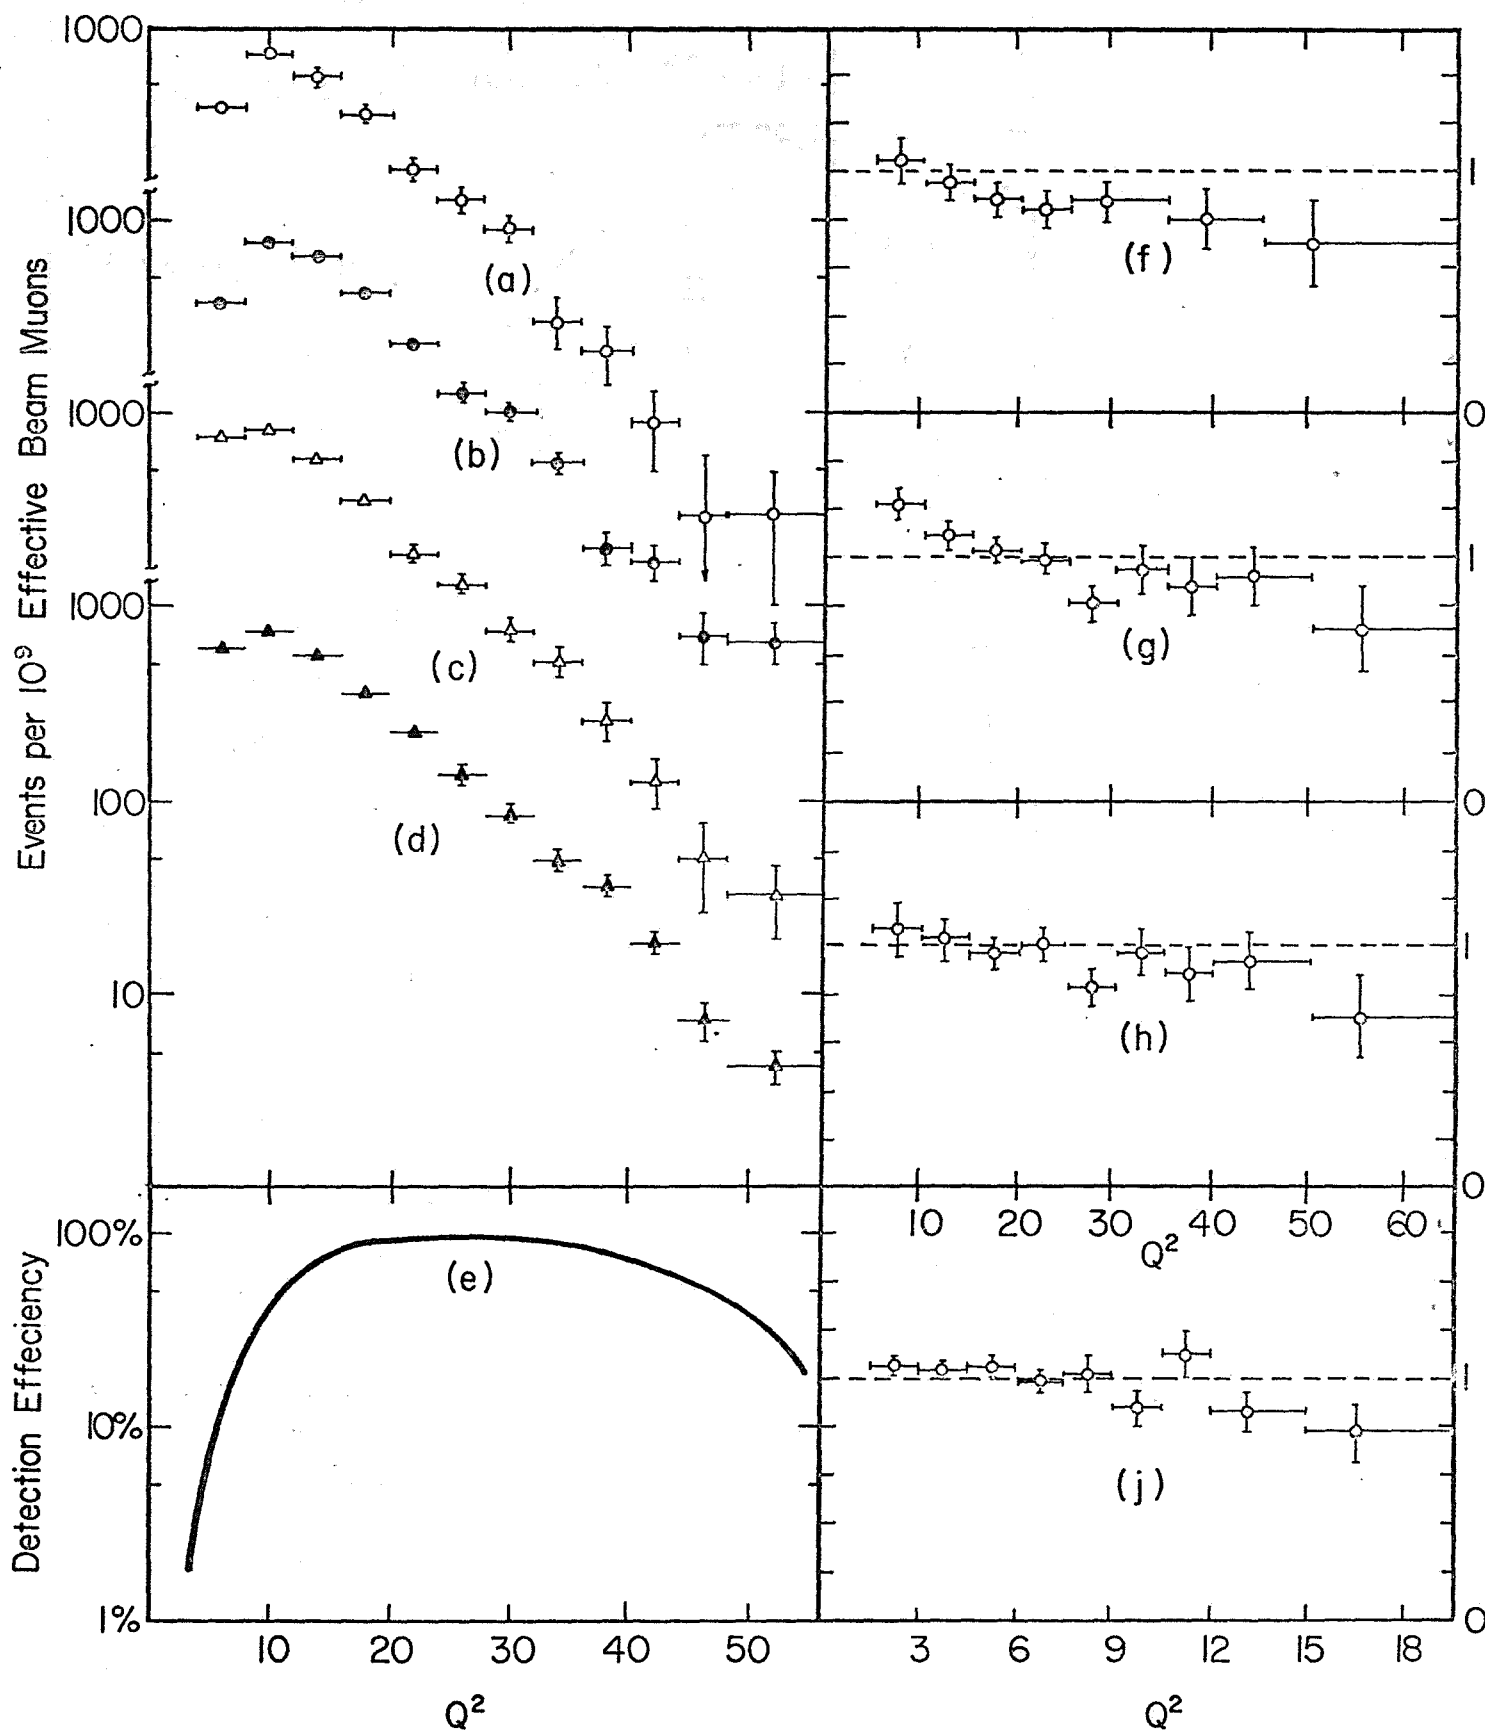 Events per 10⁹ Effective Beam Muons
1000
1000
1000
1000
100
10
(a)
(b)
(c)
(d)
(f)
1
0
(g)
1
0
(h)
1
0
10 20 30 40 50 60
Q²
Detection Effeciency
100%
10%
1%
(e)
10 20 30 40 50
Q²
(j)
1
0
3 6 9 12 15 18
Q²